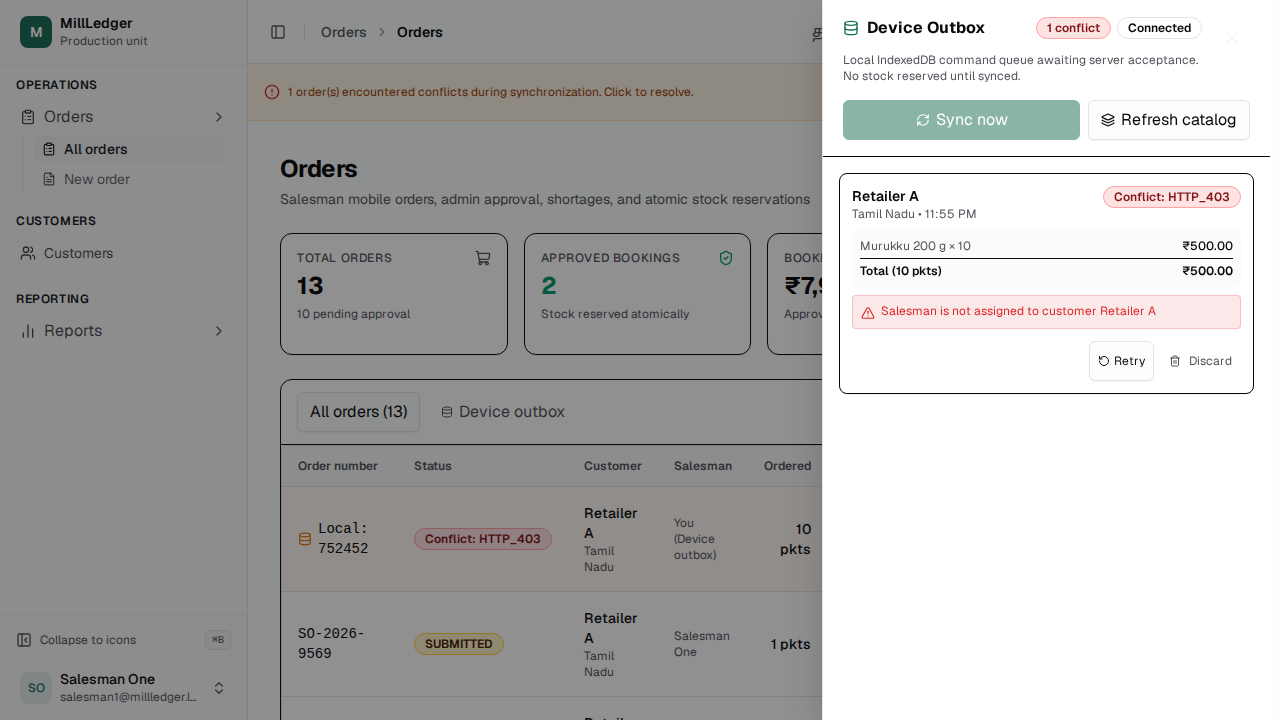 M
MillLedger
Production unit
OPERATIONS
Orders
All orders
New order
CUSTOMERS
Customers
REPORTING
Reports
Collapse to icons
⌘B
SO
Salesman One
salesman1@millledger.l...
Orders > Orders
1 order(s) encountered conflicts during synchronization. Click to resolve.
Orders
Salesman mobile orders, admin approval, shortages, and atomic stock reservations
TOTAL ORDERS
13
10 pending approval
APPROVED BOOKINGS
2
Stock reserved atomically
All orders (13)
Device outbox
Order number Status Customer Salesman Ordered
Local:
752452
Conflict: HTTP_403
Retailer
A
Tamil
Nadu
You
(Device
outbox)
10
pkts
SO-2026-
9569
SUBMITTED
Retailer
A
Tamil
Nadu
Salesman
One
1 pkts
Device Outbox
1 conflict
Connected
Local IndexedDB command queue awaiting server acceptance.
No stock reserved until synced.
Sync now
Refresh catalog
Retailer A
Conflict: HTTP_403
Tamil Nadu • 11:55 PM
Murukku 200 g × 10 ₹500.00
Total (10 pkts) ₹500.00
Salesman is not assigned to customer Retailer A
Retry
Discard